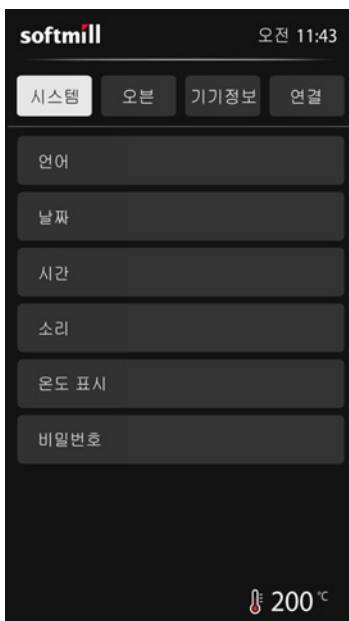 softmill 오전 11:43
시스템 오븐 기기정보 연결
언어
날짜
시간
소리
온도 표시
비밀번호
200 ℃